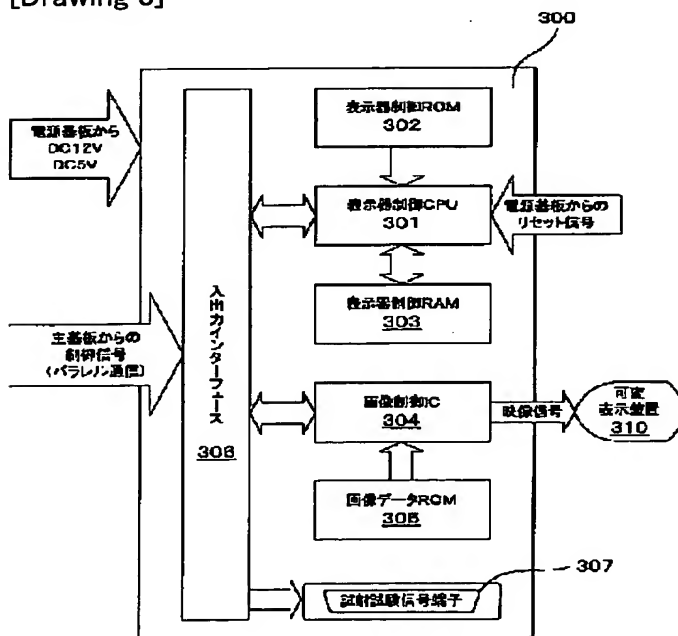 300
表示器制御ROM
302
電源基板から
DC12V
DC5V
表示器制御CPU
301
電源基板からの
リセット信号
表示器制御RAM
303
入出力インターフェース
主基板からの
制御信号
(パラレル通信)
画像制御IC
304
映像信号
可変
表示装置
310
画像データROM
307
試射試験信号端子